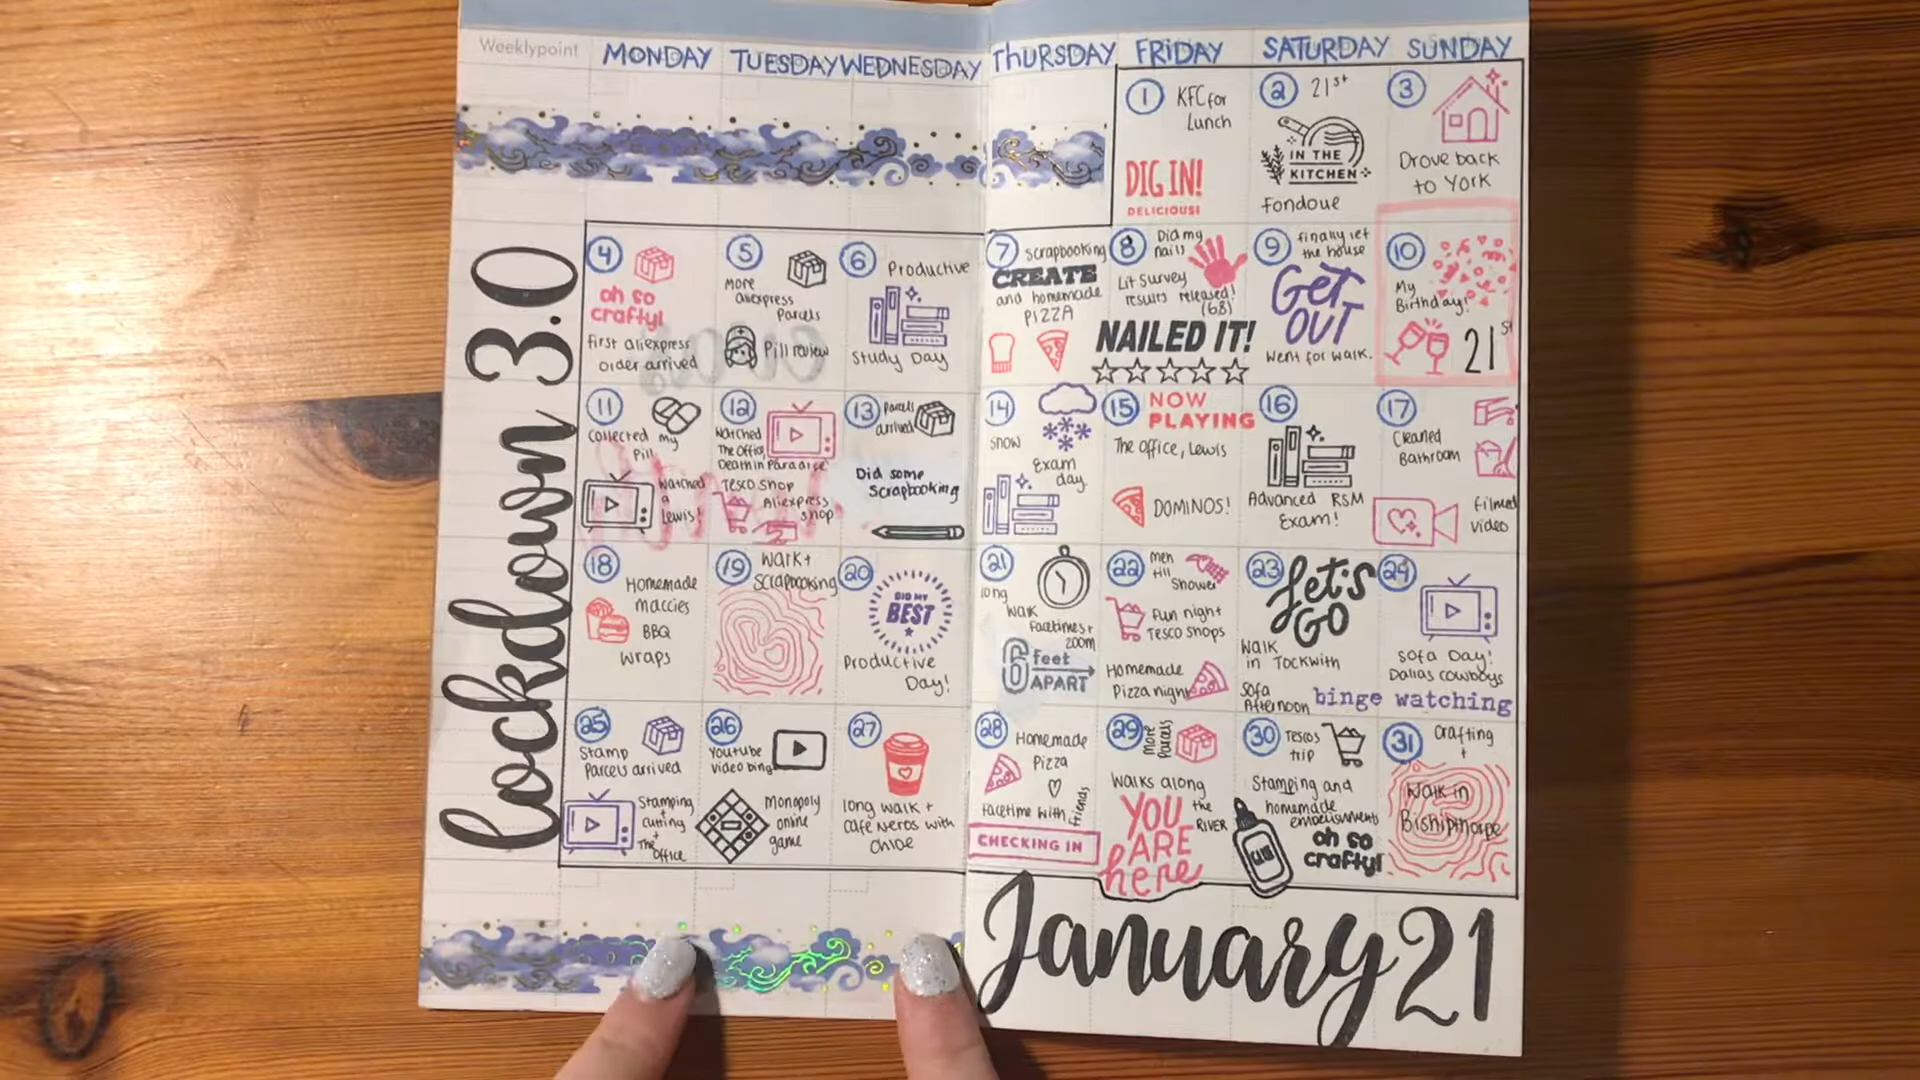 Weeklypoint
MONDAY TUESDAY WEDNESDAY THURSDAY FRIDAY SATURDAY SUNDAY
Lockdown 3.0
1 KFC for
Lunch
DIG IN!
DELICIOUS!
2 21st
IN THE
KITCHEN
fondoue
3
Drove back
to York
4
oh so
crafty!
first aliexpress
order arrived
5
More
aliexpress
Parcels
Pill review
6 Productive
Study Day
7 scrapbooking
CREATE
and homemade
PIZZA
8 Did my
nails
Lit Survey
results released!
(68)
NAILED IT!
9 finally let
the house
GET
OUT
Went for walk.
10
My
Birthday!
21st
11
Collected my
Pill
Watched
a
Lewis!
12
Watched
The Office,
Death in Paradise
Tesco shop
Aliexpress
shop
13 Parcels
arrived
Did some
Scrapbooking
14
snow
Exam
day.
15 NOW
PLAYING
The Office, Lewis
DOMINOS!
16
Advanced RSM
Exam!
17
Cleaned
Bathroom
filmed
video
18
Homemade
maccies
BBQ
wraps
19 Walk +
Scrapbooking
20
DID MY
BEST
Productive
Day!
21
long
walk
facetimes +
zoom
6 feet
APART
22 men
till
Shower
fun night
Tesco shops
Homemade
Pizza night
23 Let's
GO
Walk
in Tockwith
Sofa
Afternoon
24
Sofa Day!
Dallas cowboys
binge watching
25
Stamp
Parcels arrived
Stamping
+
cutting
+
The
Office
26
Youtube
video binge
Monopoly
online
game
27
long walk +
Cafe Neros with
Chloe
28 Homemade
Pizza
facetime with friends
CHECKING IN
29 More
Parcels
Walks along
the
RIVER
YOU
ARE
here
30 Tescos
trip
Stamping and
homemade
embelishments
GLUE
oh so
crafty!
31 Crafting
+
Walk in
Bishipthorpe
January 21